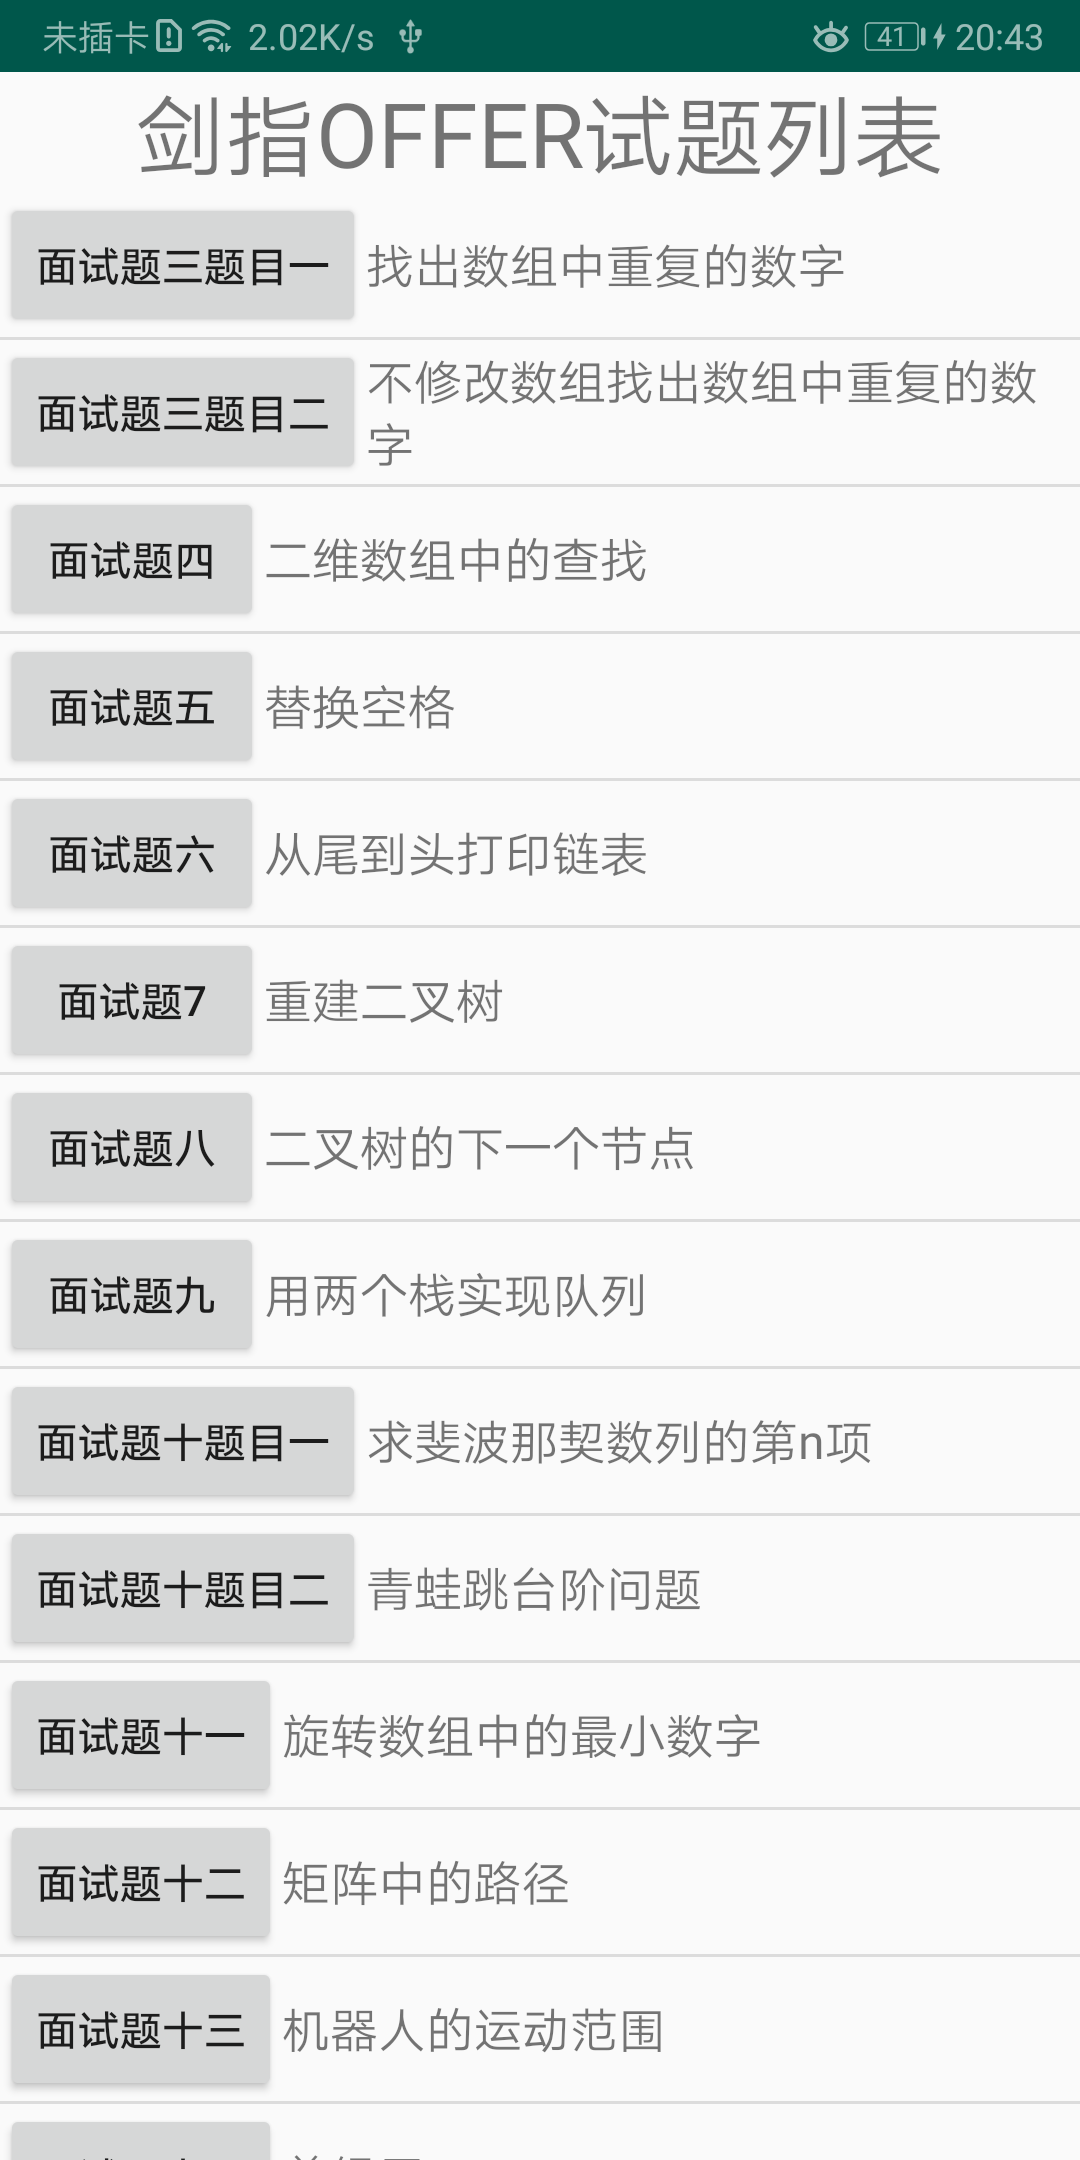 未插卡 2.02K/s 41 20:43
剑指OFFER试题列表
面试题三题目一 找出数组中重复的数字
面试题三题目二 不修改数组找出数组中重复的数
字
面试题四 二维数组中的查找
面试题五 替换空格
面试题六 从尾到头打印链表
面试题7 重建二叉树
面试题八 二叉树的下一个节点
面试题九 用两个栈实现队列
面试题十题目一 求斐波那契数列的第n项
面试题十题目二 青蛙跳台阶问题
面试题十一 旋转数组中的最小数字
面试题十二 矩阵中的路径
面试题十三 机器人的运动范围